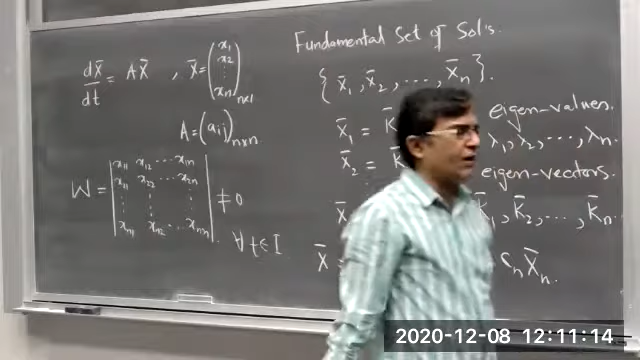 Fundamental Set of Sol's.
dX̄/dt = AX̄ , X̄ = (x₁ x₂ ⋮ xₙ)ₙₓ₁
{ X̄₁, X̄₂, ..., X̄ₙ }.
A = (aᵢⱼ)ₙₓₙ
eigen-values.
X̄₁ = K̄
λ₁, λ₂, ..., λₙ.
X̄₂ = K̄
eigen-vectors.
W = | x₁₁ x₁₂ ... x₁ₙ
x₁₁ x₂₂ ... x₂ₙ
⋮ ⋮ ⋮
xₙ₁ xₙ₂ ... xₙₙ | ≠ 0
K̄₁, K̄₂, ..., K̄ₙ.
∀ t ∈ I
X̄ =
cₙX̄ₙ.
2020-12-08 12:11:14